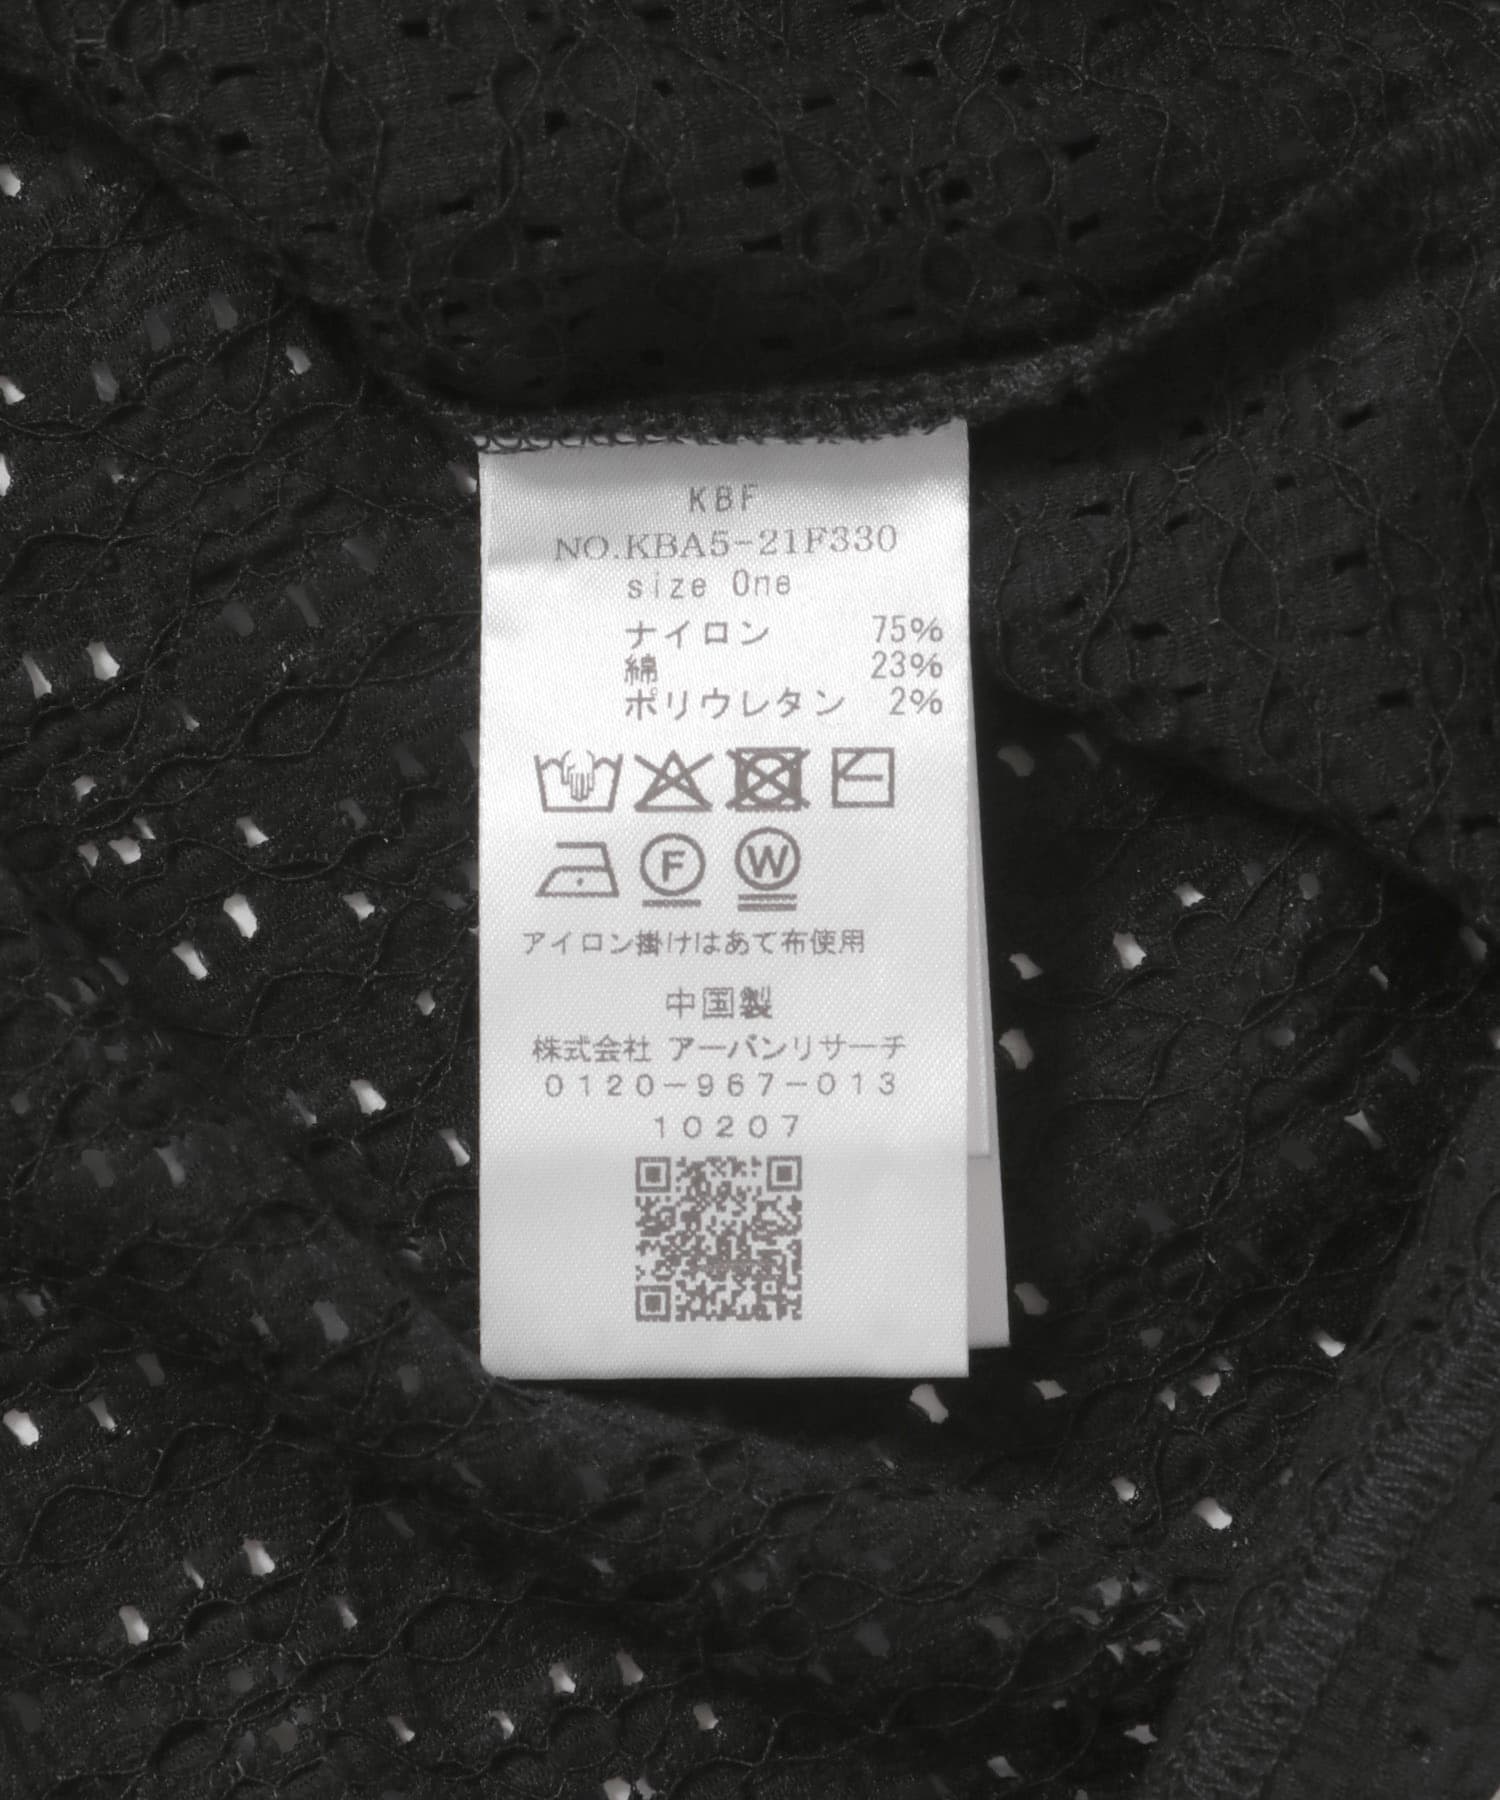 KBF
NO.KBA5-21F330
size One
ナイロン 75%
綿 23%
ポリウレタン 2%
F W
アイロン掛けはあて布使用
中国製
株式会社 アーバンリサーチ
0120-967-013
10207